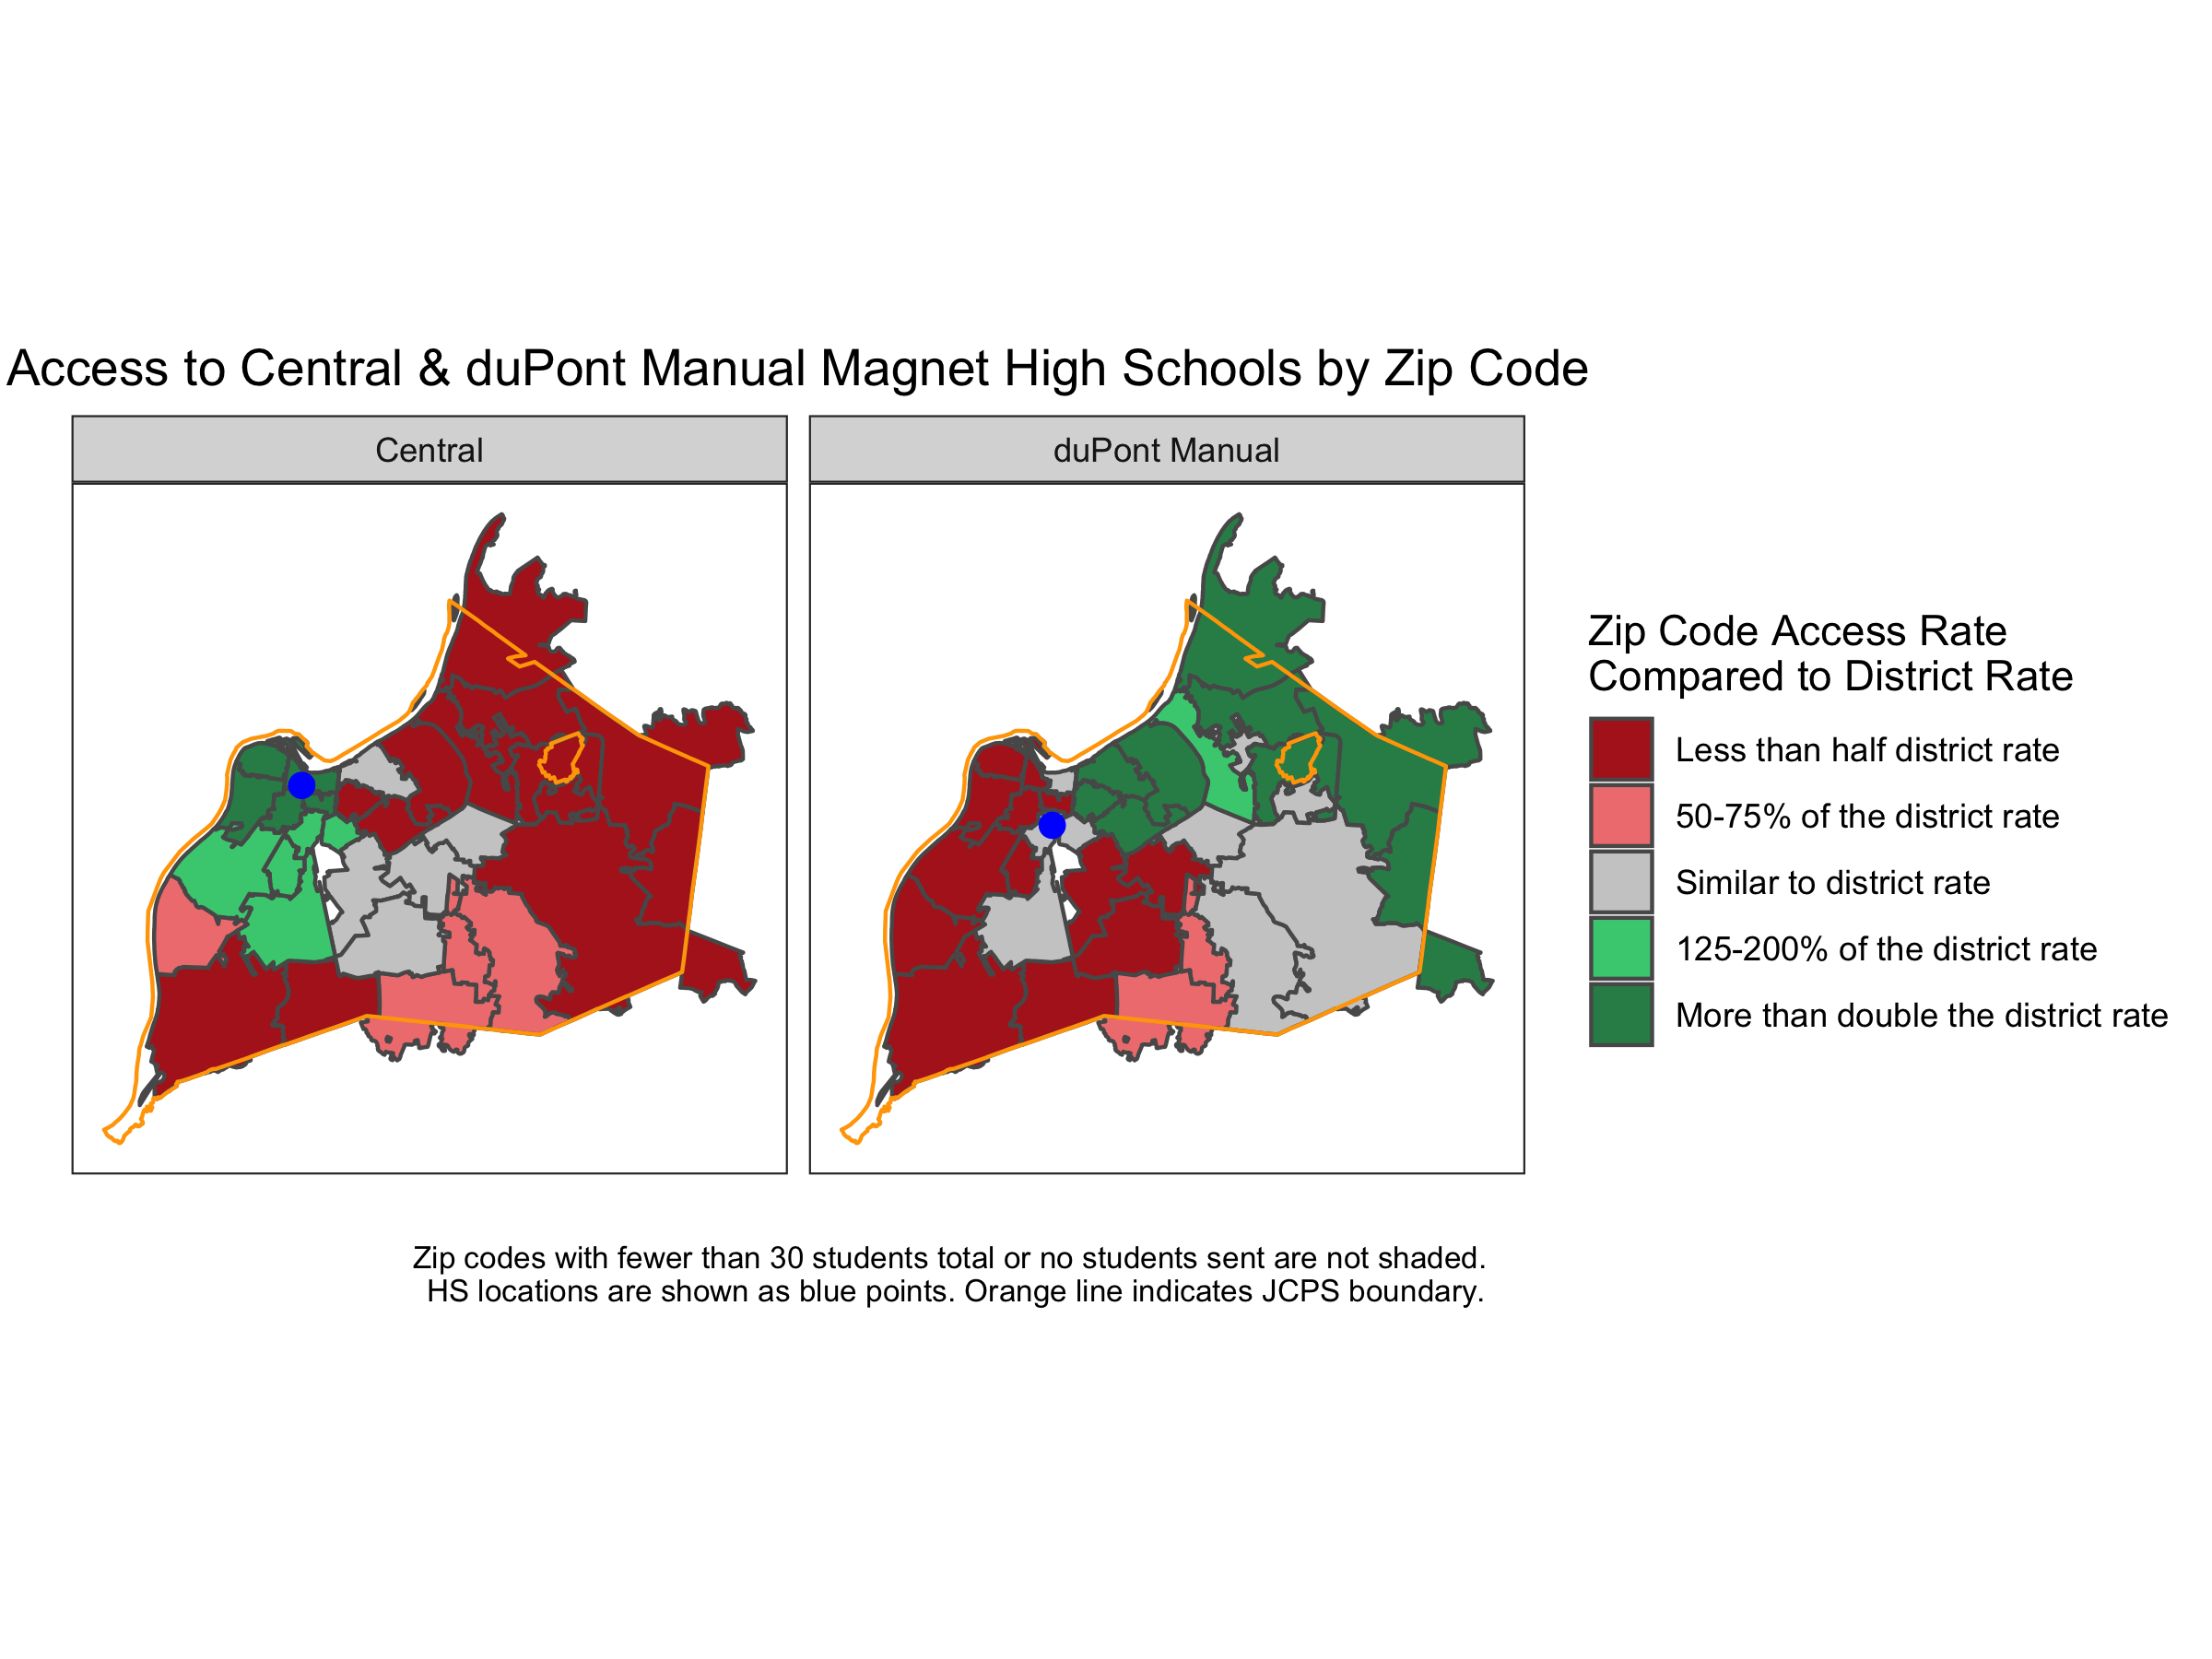 Access to Central & duPont Manual Magnet High Schools by Zip Code
Central
duPont Manual
Zip Code Access Rate
Compared to District Rate
Less than half district rate
50-75% of the district rate
Similar to district rate
125-200% of the district rate
More than double the district rate
Zip codes with fewer than 30 students total or no students sent are not shaded.
HS locations are shown as blue points. Orange line indicates JCPS boundary.